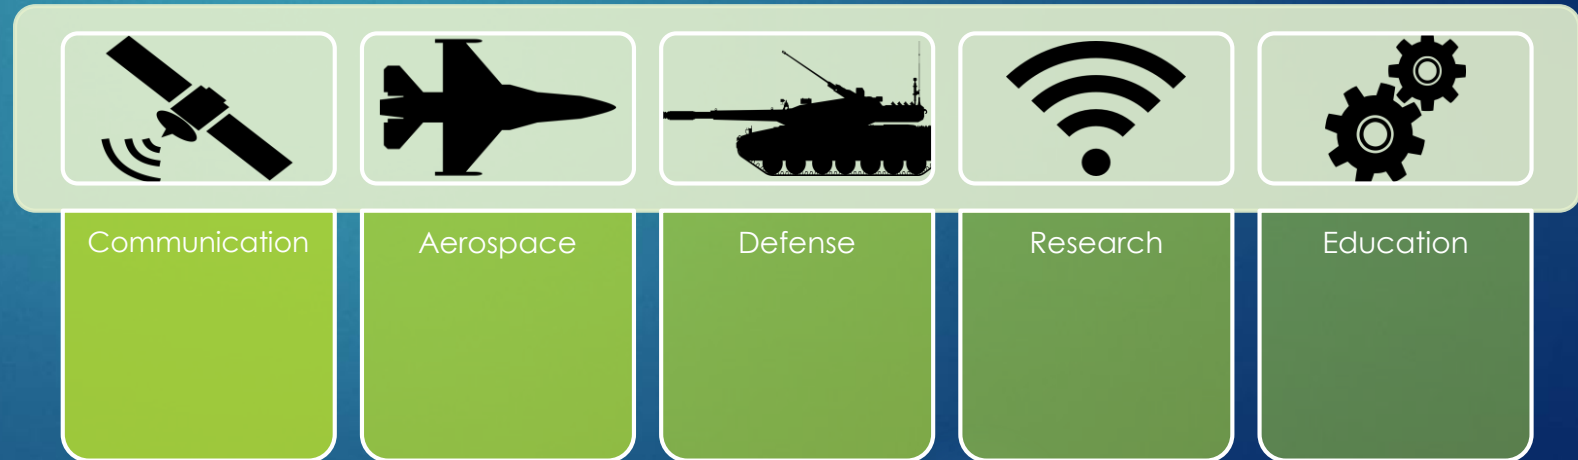 Communication
Aerospace
Defense
Research
Education